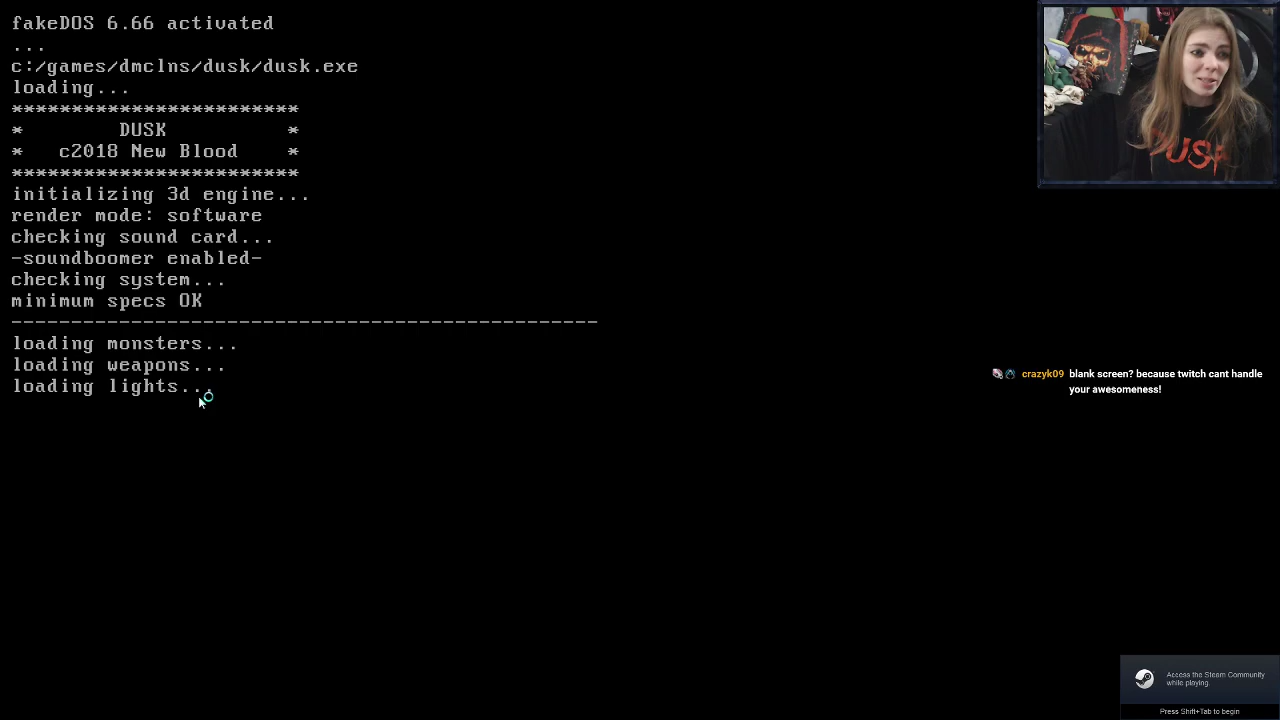 fakeDOS 6.66 activated
...
c:/games/dmclns/dusk/dusk.exe
loading...
************************
* DUSK *
* c2018 New Blood *
************************
initializing 3d engine...
render mode: software
checking sound card...
-soundboomer enabled-
checking system...
minimum specs OK
-------------------------------------------------
loading monsters...
loading weapons...
loading lights...
DUSK
crazyk09 blank screen? because twitch cant handle
your awesomeness!
Access the Steam Community
while playing.
Press Shift+Tab to begin